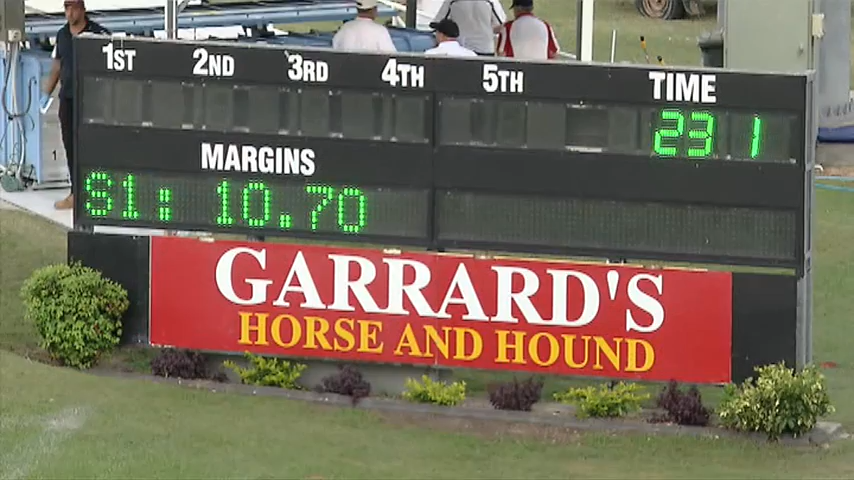 1ST 2ND 3RD 4TH 5TH TIME
23 1
MARGINS
S1: 10.70
GARRARD'S
HORSE AND HOUND